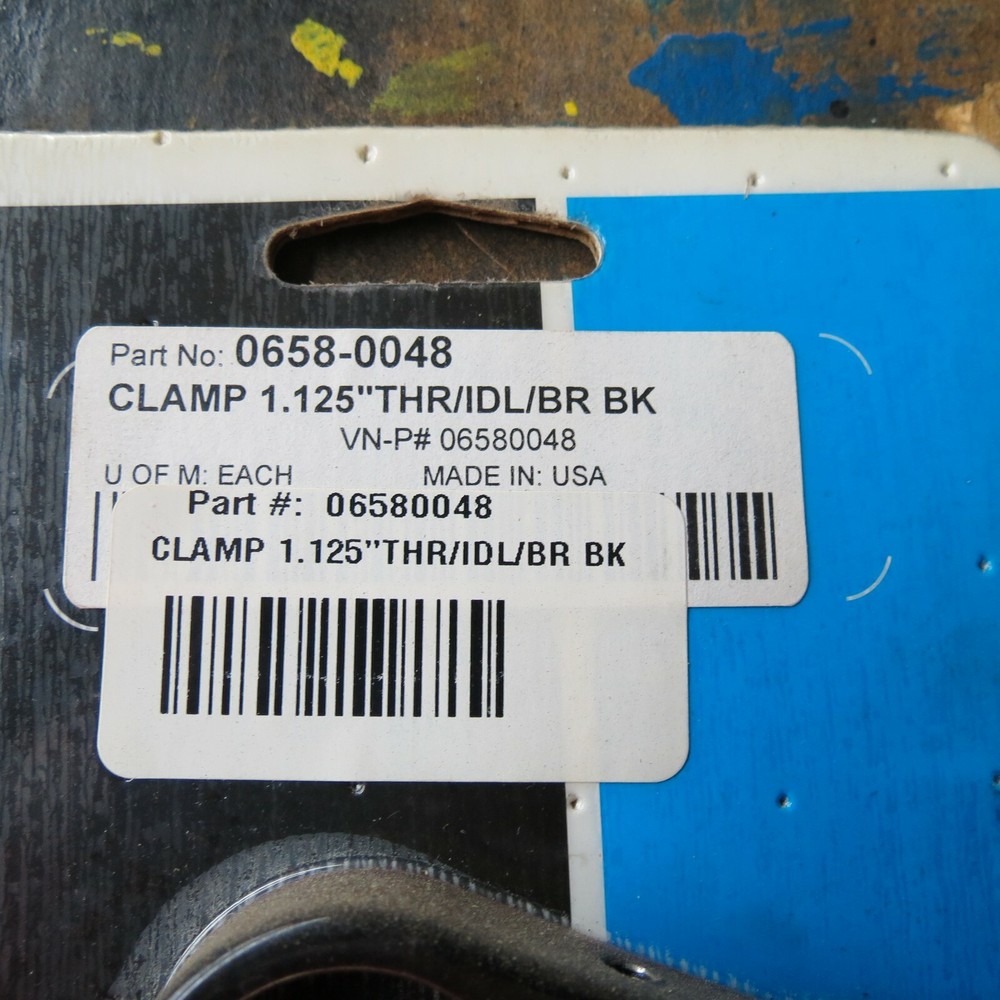 Part No: 0658-0048
CLAMP 1.125"THR/IDL/BR BK
VN-P# 06580048
U OF M: EACH MADE IN: USA
Part #: 06580048
CLAMP 1.125"THR/IDL/BR BK